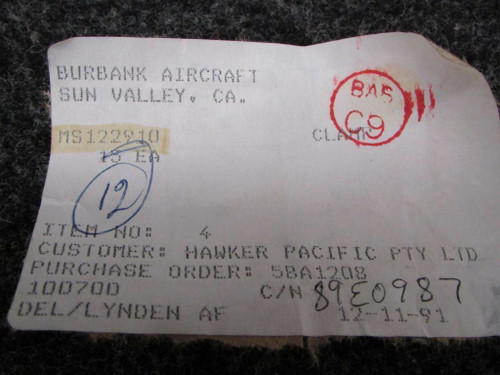 BURBANK AIRCRAFT
SUN VALLEY, CA.
BAS
C9
MS122910 CLAMP
15 EA
12
ITEM NO: 4
CUSTOMER: HAWKER PACIFIC PTY LTD
PURCHASE ORDER: 5BA1208
100700 C/N 89E0987
DEL/LYNDEN AF 12-11-91